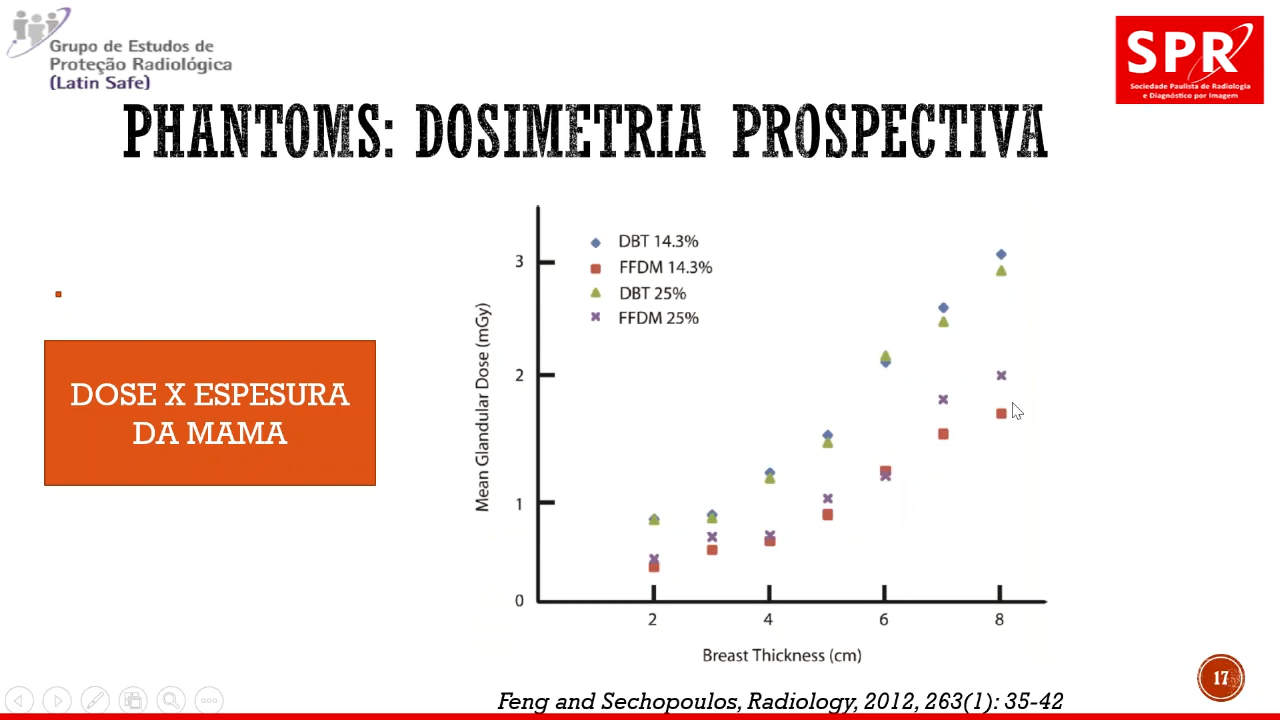 Grupo de Estudos de
Proteção Radiológica
(Latin Safe)
SPR
Sociedade Paulista de Radiologia
e Diagnóstico por Imagem
PHANTOMS: DOSIMETRIA PROSPECTIVA
DOSE X ESPESURA
DA MAMA
DBT 14.3%
FFDM 14.3%
DBT 25%
FFDM 25%
Mean Glandular Dose (mGy)
3
2
1
0
2 4 6 8
Breast Thickness (cm)
Feng and Sechopoulos, Radiology, 2012, 263(1): 35-42
17